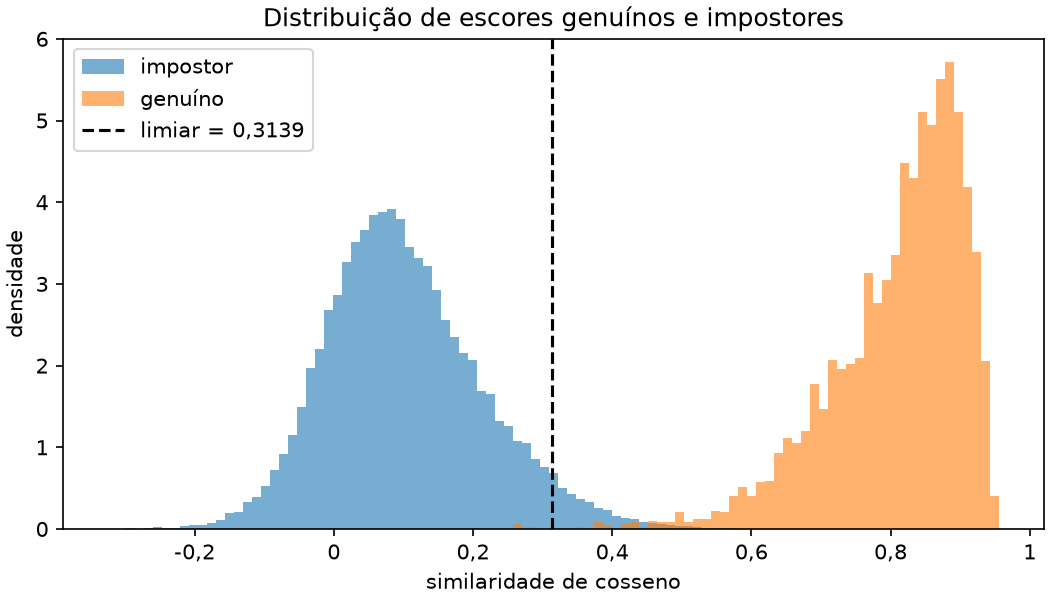 Distribuição de escores genuínos e impostores
impostor
genuíno
limiar = 0,3139
densidade
6
5
4
3
2
1
0
-0,2
0
0,2
0,4
0,6
0,8
1
similaridade de cosseno